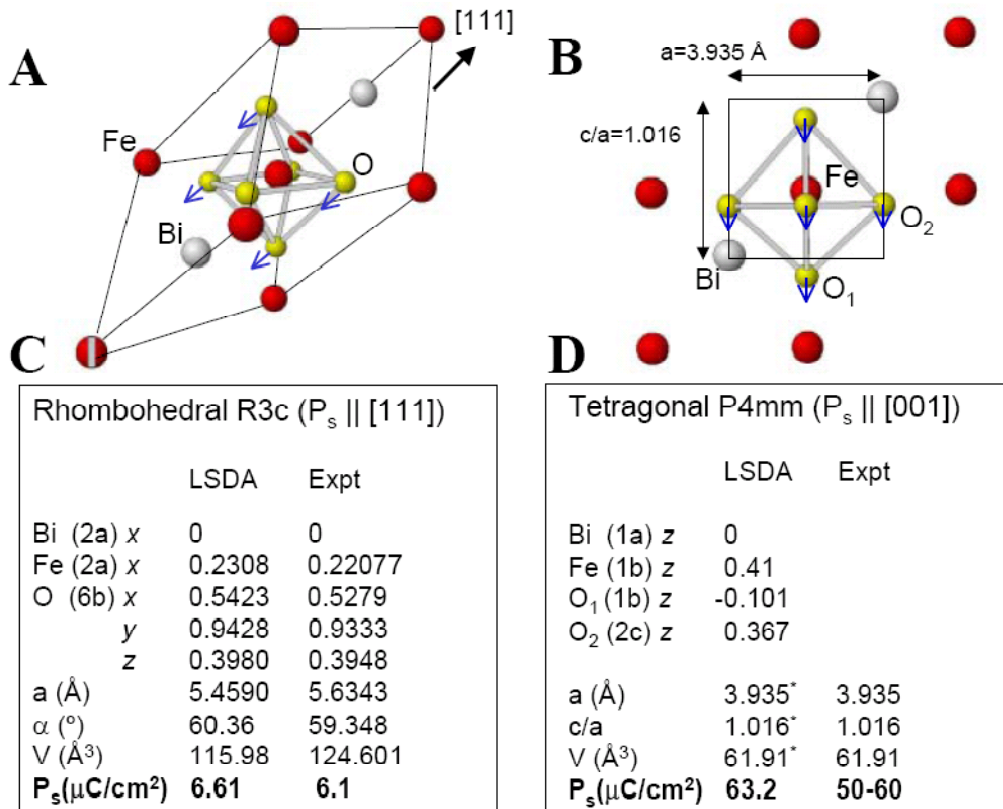 A
[111]
Fe
O
Bi
B
a=3.935 Å
c/a=1.016
Fe
O₂
Bi
O₁
C
Rhombohedral R3c (Pₛ || [111])
LSDA Expt
Bi (2a) x 0 0
Fe (2a) x 0.2308 0.22077
O (6b) x 0.5423 0.5279
y 0.9428 0.9333
z 0.3980 0.3948
a (Å) 5.4590 5.6343
α (º) 60.36 59.348
V (Å³) 115.98 124.601
Pₛ(μC/cm²) 6.61 6.1
D
Tetragonal P4mm (Pₛ || [001])
LSDA Expt
Bi (1a) z 0
Fe (1b) z 0.41
O₁ (1b) z -0.101
O₂ (2c) z 0.367
a (Å) 3.935* 3.935
c/a 1.016* 1.016
V (Å³) 61.91* 61.91
Pₛ(μC/cm²) 63.2 50-60